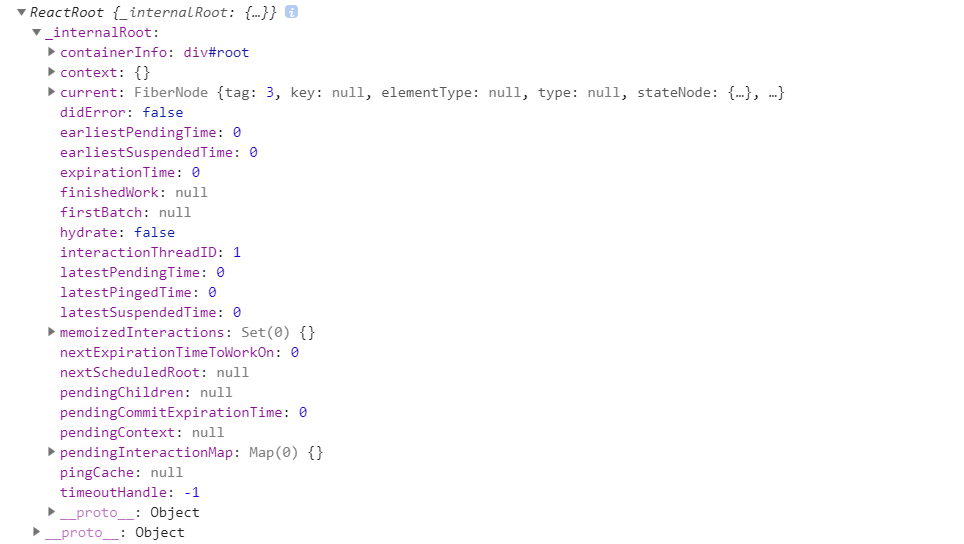 ReactRoot {_internalRoot: {…}} i
_internalRoot:
containerInfo: div#root
context: {}
current: FiberNode {tag: 3, key: null, elementType: null, type: null, stateNode: {…}, …}
didError: false
earliestPendingTime: 0
earliestSuspendedTime: 0
expirationTime: 0
finishedWork: null
firstBatch: null
hydrate: false
interactionThreadID: 1
latestPendingTime: 0
latestPingedTime: 0
latestSuspendedTime: 0
memoizedInteractions: Set(0) {}
nextExpirationTimeToWorkOn: 0
nextScheduledRoot: null
pendingChildren: null
pendingCommitExpirationTime: 0
pendingContext: null
pendingInteractionMap: Map(0) {}
pingCache: null
timeoutHandle: -1
__proto__: Object
__proto__: Object